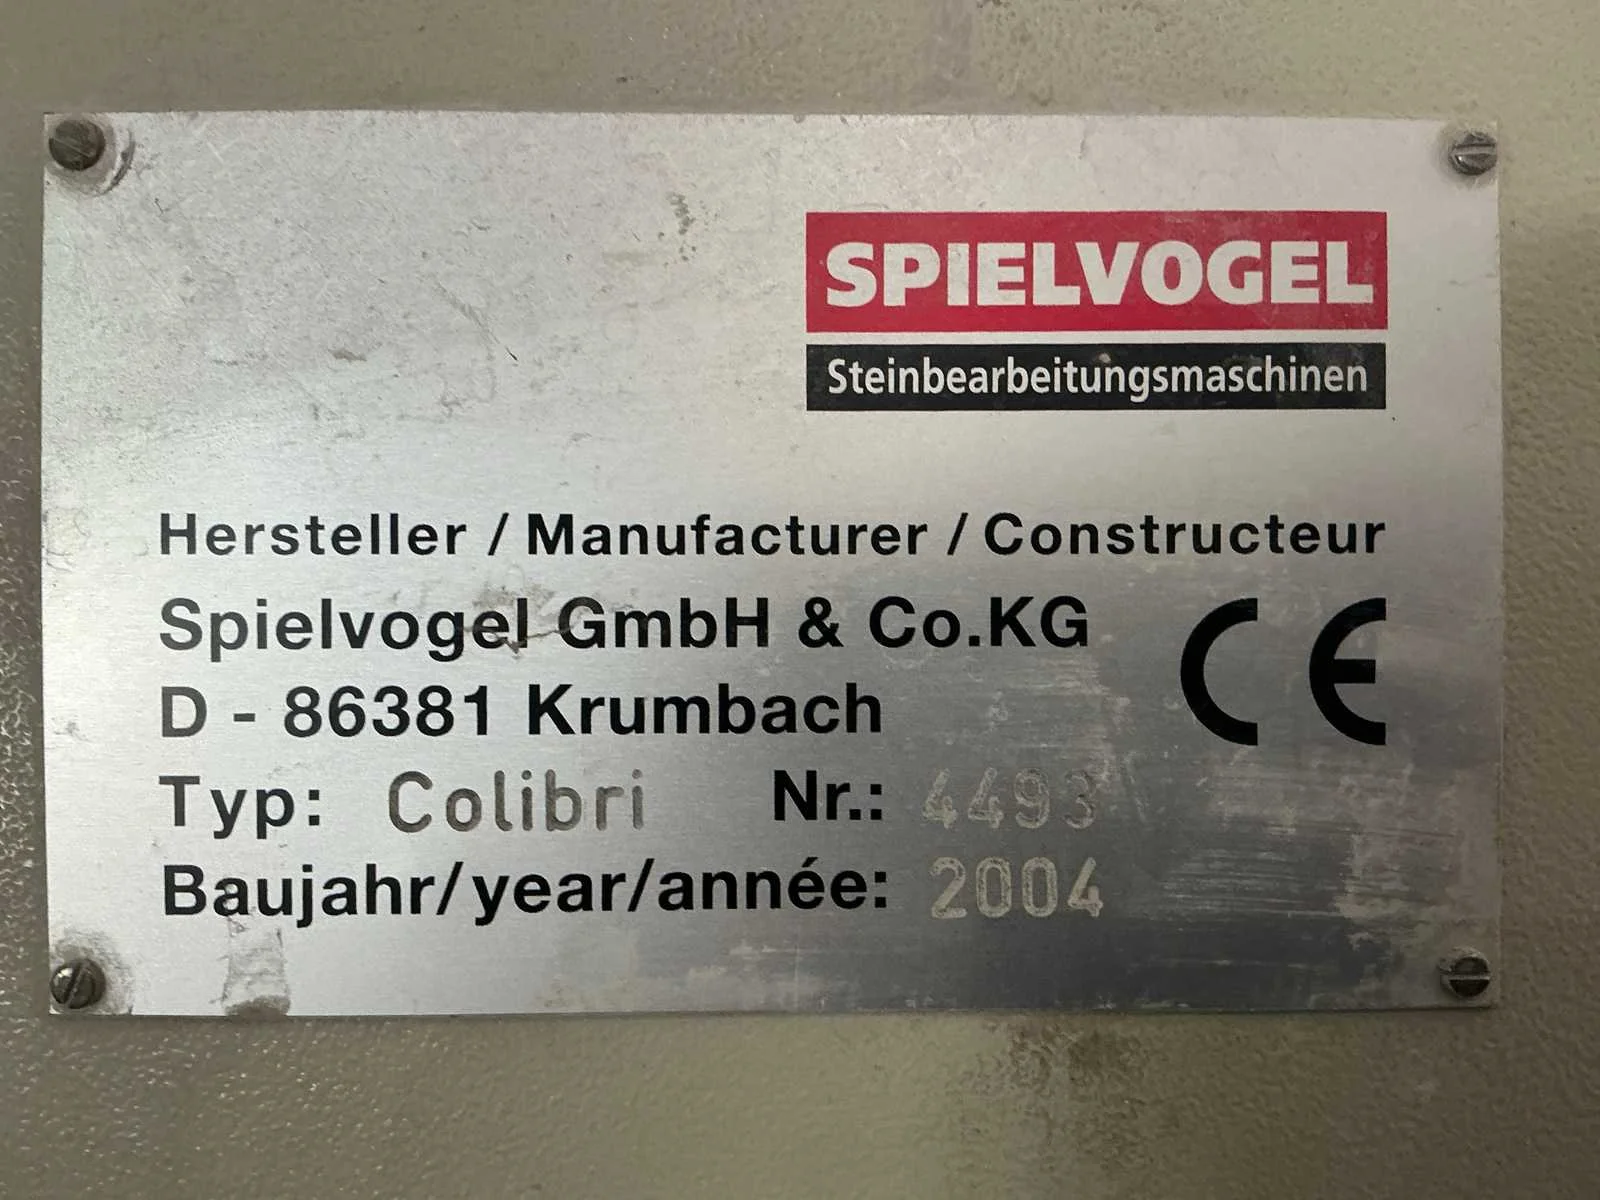 SPIELVOGEL
Steinbearbeitungsmaschinen
Hersteller / Manufacturer / Constructeur
Spielvogel GmbH & Co.KG
CE
D - 86381 Krumbach
Typ: Colibri Nr.: 4493
Baujahr/year/année: 2004